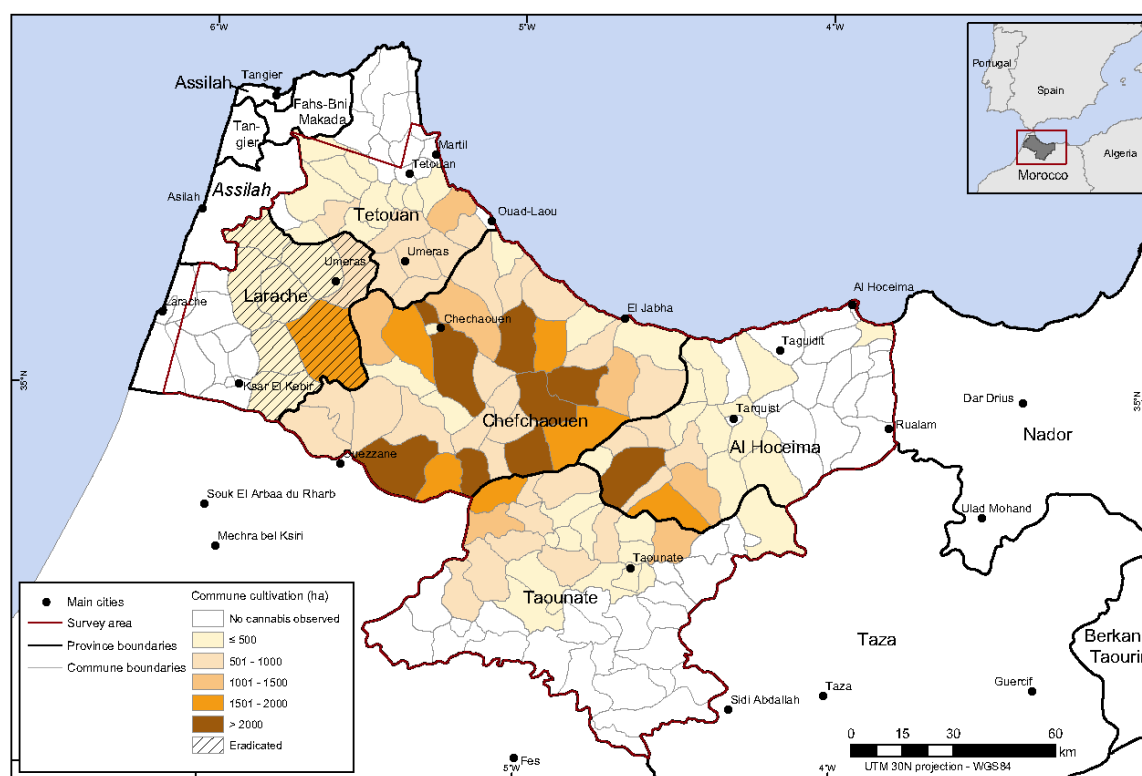 6°W
5°W
4°W
Tangier
Assilah
Fahs-Bni
Makada
Tan-
gier
Martil
Tetouan
Assilah
Asilah
Tetouan
Ouad-Laou
Umeras
Umeras
Larache
Larache
Chechaouen
El Jabha
Al Hoceima
Taguidit
Ksar El Kebir
35°N
35°N
Chefchaouen
Tarquist
Dar Drius
Al Hoceima
Rualam
Nador
Ouezzane
Souk El Arbaa du Rharb
Ulad Mohand
Mechra bel Ksiri
Taounate
Taounate
Taza
Berkan
Taourir
Sidi Abdallah
Taza
Guercif
Fes
Portugal
Spain
Algeria
Morocco
Main cities
Survey area
Province boundaries
Commune boundaries
Commune cultivation (ha)
No cannabis observed
≤ 500
501 - 1000
1001 - 1500
1501 - 2000
> 2000
Eradicated
0 15 30 60
km
UTM 30N projection - WGS84
5°W
4°W